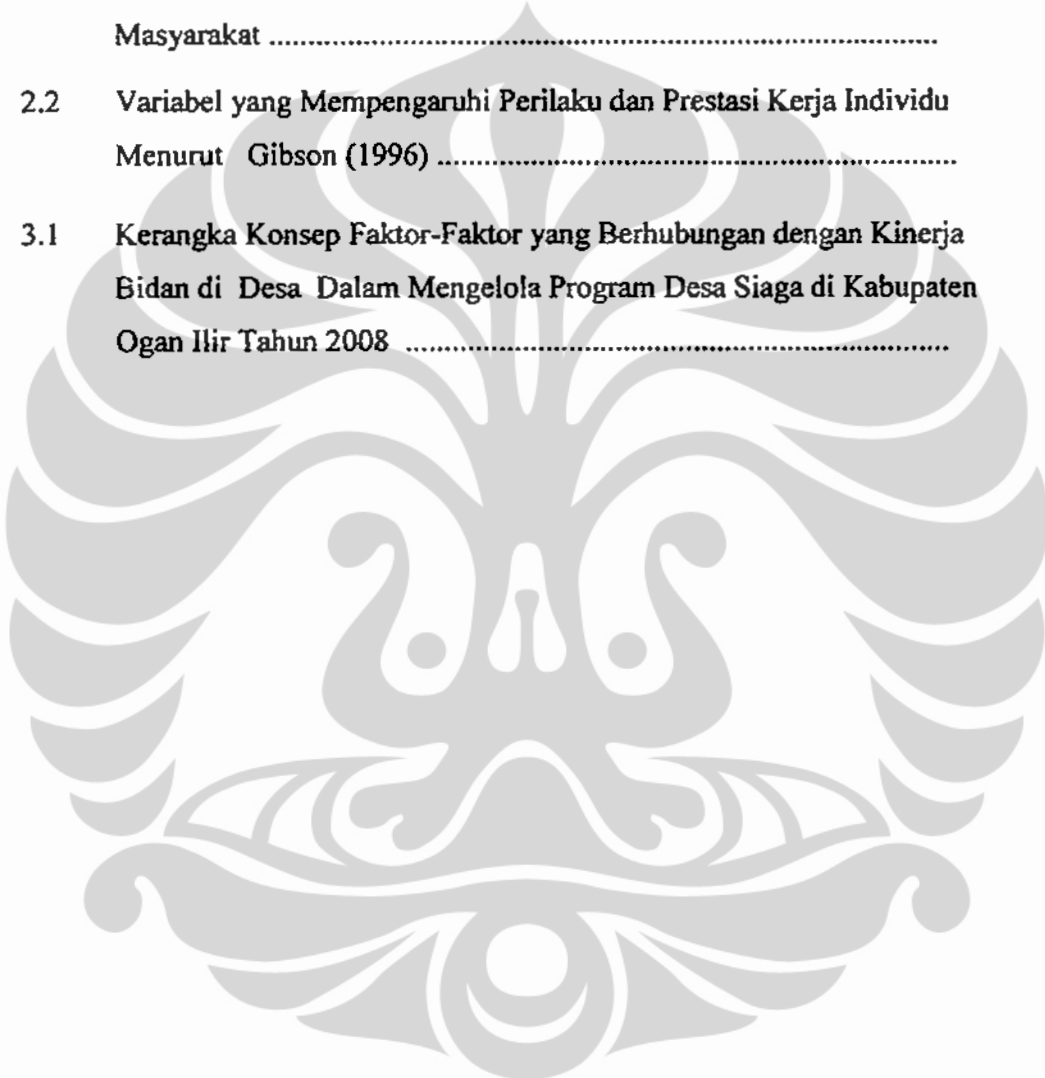 Masyarakat ................................................................................
2.2 Variabel yang Mempengaruhi Perilaku dan Prestasi Kerja Individu
Menurut Gibson (1996) ..............................................................
3.1 Kerangka Konsep Faktor-Faktor yang Berhubungan dengan Kinerja
Bidan di Desa Dalam Mengelola Program Desa Siaga di Kabupaten
Ogan Ilir Tahun 2008 .................................................................